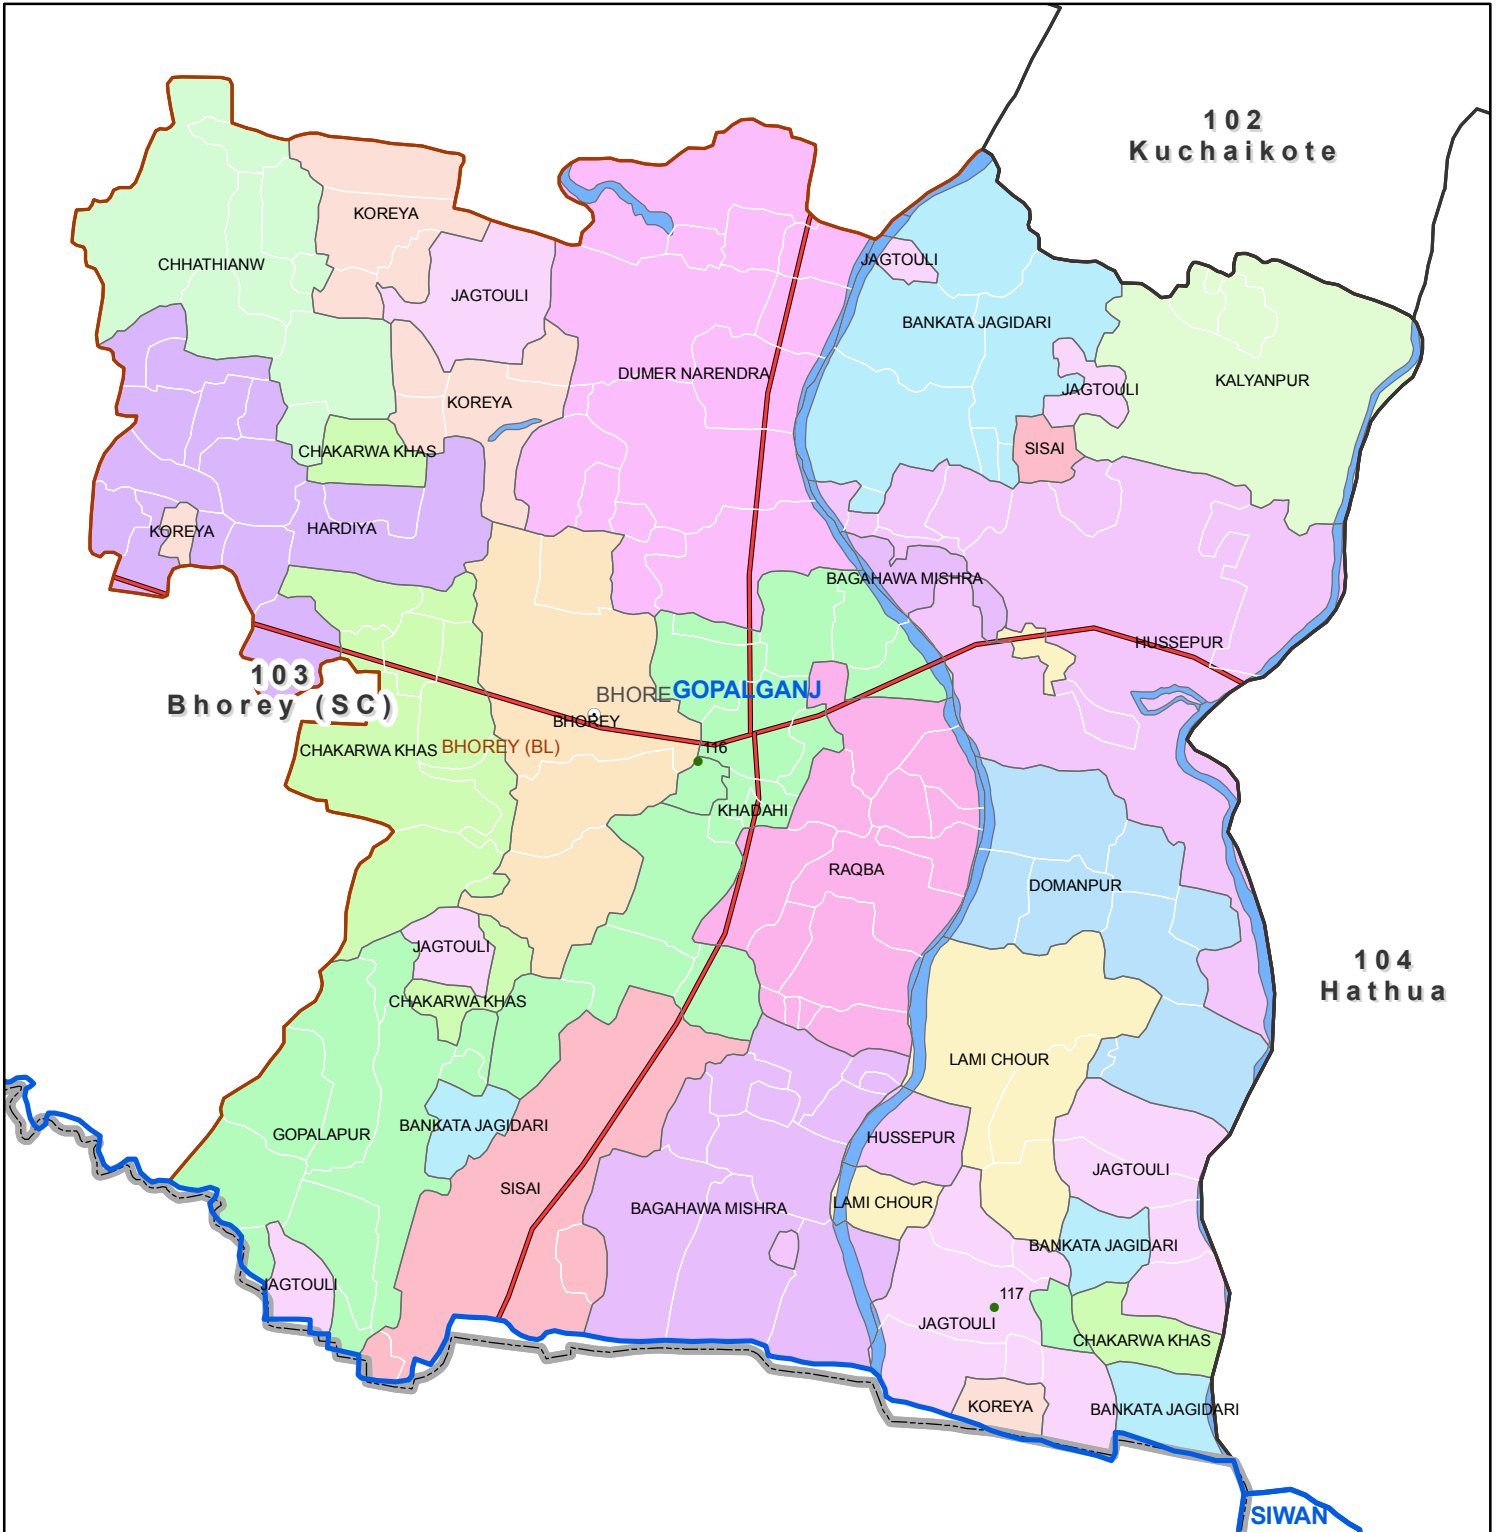 102
Kuchaikote
KOREYA
JAGTOULI
CHHATHIANW
JAGTOULI
BANKATA JAGIDARI
DUMER NARENDRA
KALYANPUR
JAGTOULI
KOREYA
SISAI
CHAKARWA KHAS
KOREYA
HARDIYA
BAGAHAWA MISHRA
HUSSEPUR
103
Bhorey (SC)
BHORE
GOPALGANJ
BHOREY
CHAKARWA KHAS
BHOREY (BL)
116
KHADAHI
RAQBA
DOMANPUR
JAGTOULI
104
Hathua
CHAKARWA KHAS
LAMI CHOUR
GOPALAPUR
BANKATA JAGIDARI
HUSSEPUR
JAGTOULI
SISAI
LAMI CHOUR
BAGAHAWA MISHRA
BANKATA JAGIDARI
JAGTOULI
117
JAGTOULI
CHAKARWA KHAS
KOREYA
BANKATA JAGIDARI
SIWAN